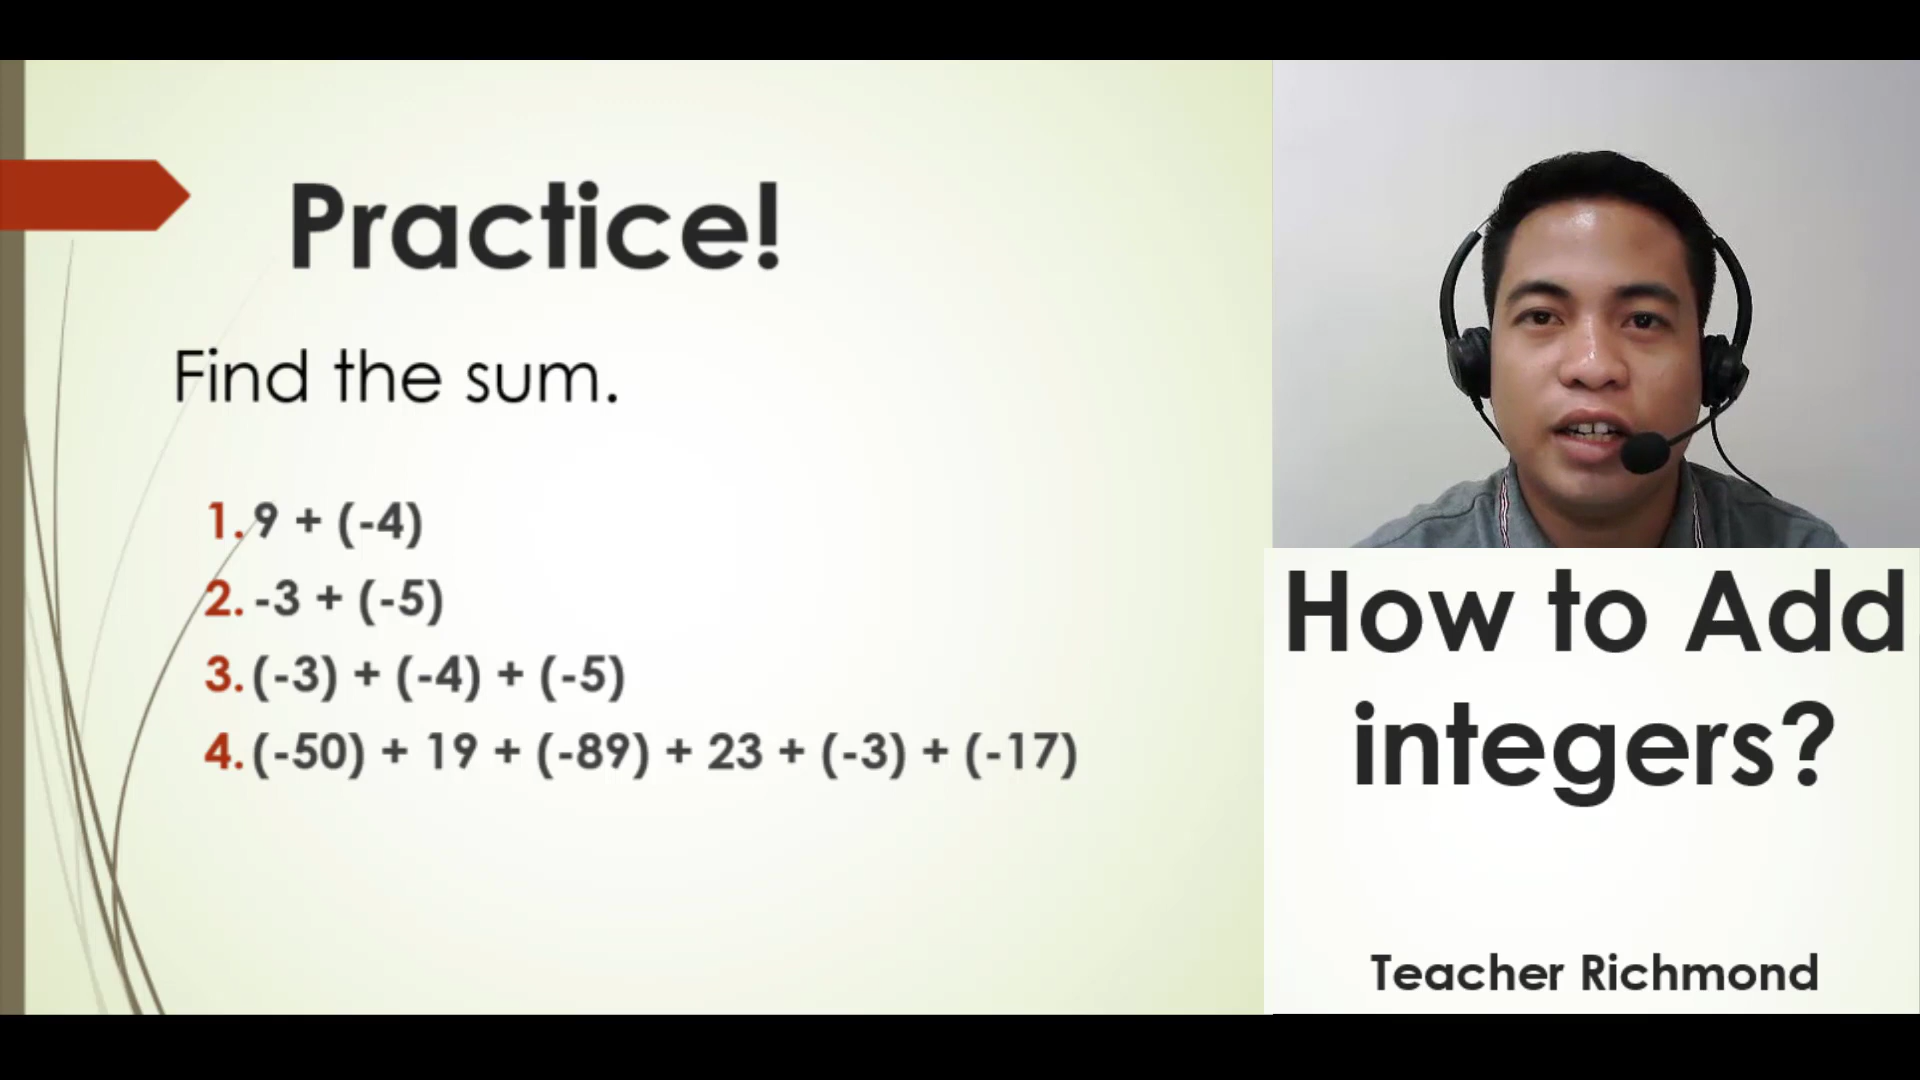 Practice!
Find the sum.
1. 9 + (-4)
2. -3 + (-5)
3. (-3) + (-4) + (-5)
4. (-50) + 19 + (-89) + 23 + (-3) + (-17)
How to Add
integers?
Teacher Richmond